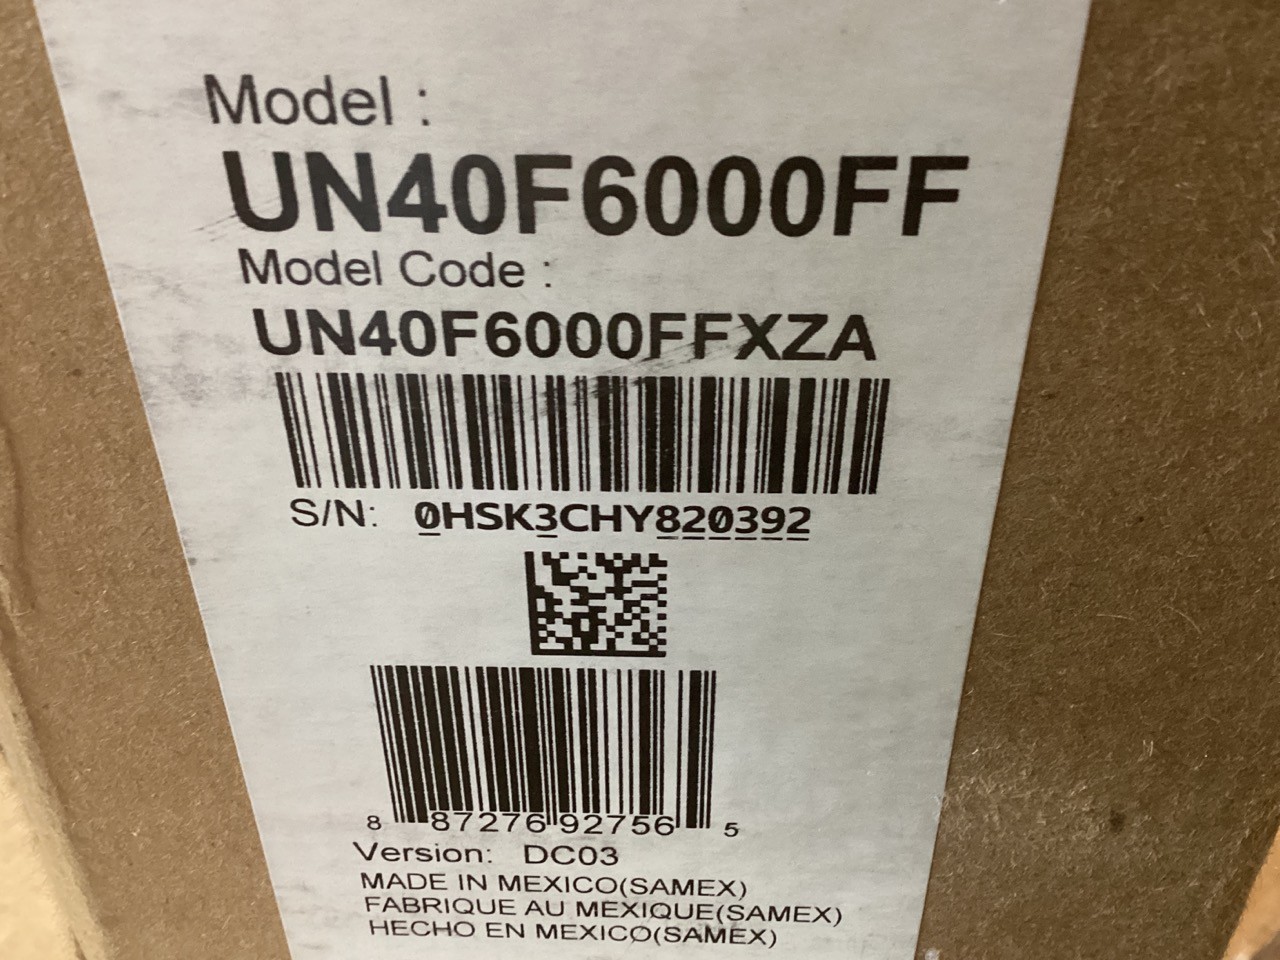 Model :
UN40F6000FF
Model Code :
UN40F6000FFXZA
S/N: 0HSK3CHY820392
8 87276 92756 5
Version: DC03
MADE IN MEXICO(SAMEX)
FABRIQUE AU MEXIQUE(SAMEX)
HECHO EN MEXICO(SAMEX)